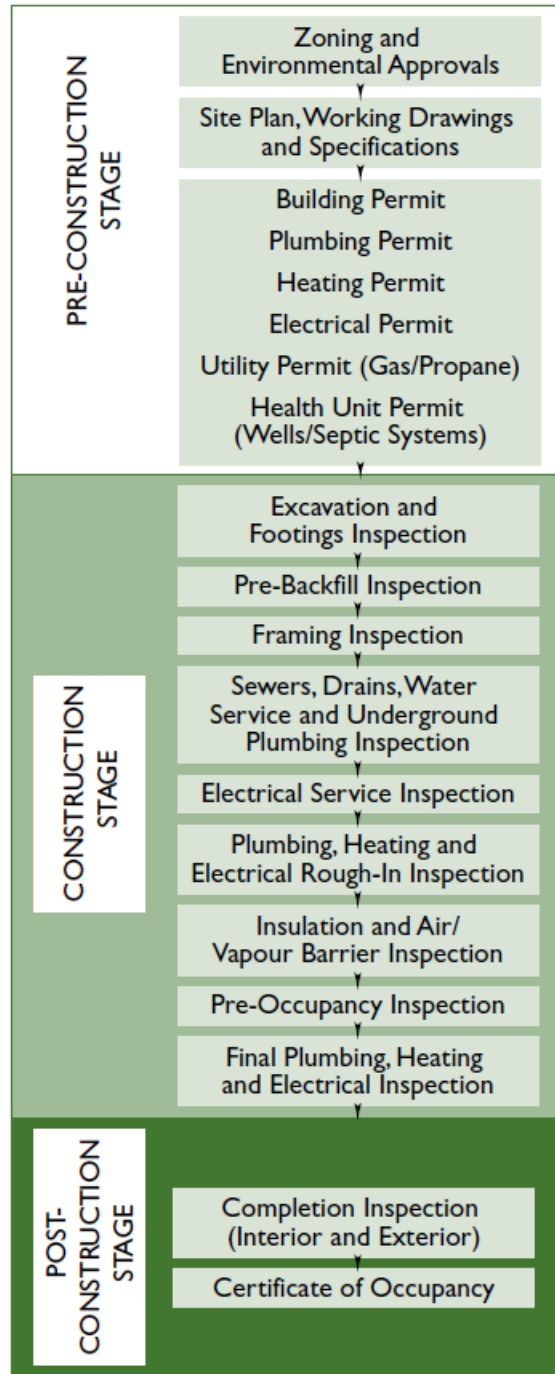 PRE-CONSTRUCTION
STAGE
Zoning and
Environmental Approvals
Site Plan, Working Drawings
and Specifications
Building Permit
Plumbing Permit
Heating Permit
Electrical Permit
Utility Permit (Gas/Propane)
Health Unit Permit
(Wells/Septic Systems)
CONSTRUCTION
STAGE
Excavation and
Footings Inspection
Pre-Backfill Inspection
Framing Inspection
Sewers, Drains, Water
Service and Underground
Plumbing Inspection
Electrical Service Inspection
Plumbing, Heating and
Electrical Rough-In Inspection
Insulation and Air/
Vapour Barrier Inspection
Pre-Occupancy Inspection
Final Plumbing, Heating
and Electrical Inspection
POST-
CONSTRUCTION
STAGE
Completion Inspection
(Interior and Exterior)
Certificate of Occupancy